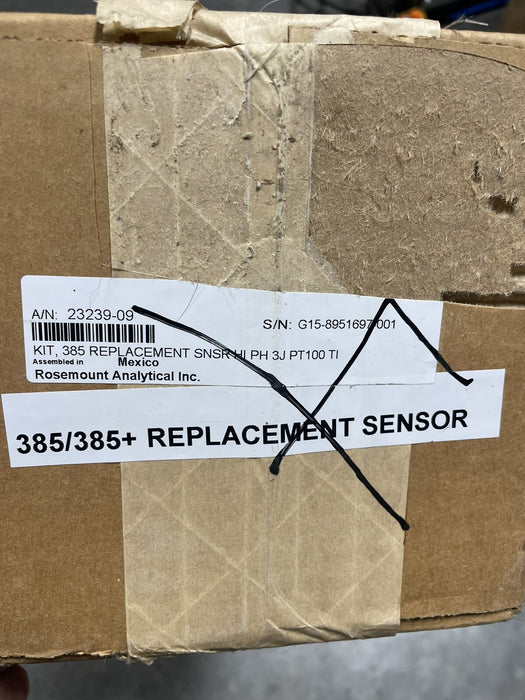 A/N: 23239-09
S/N: G15-8951697-001
KIT, 385 REPLACEMENT SNSR HI PH 3J PT100 TI
Assembled in Mexico
Rosemount Analytical Inc.
385/385+ REPLACEMENT SENSOR